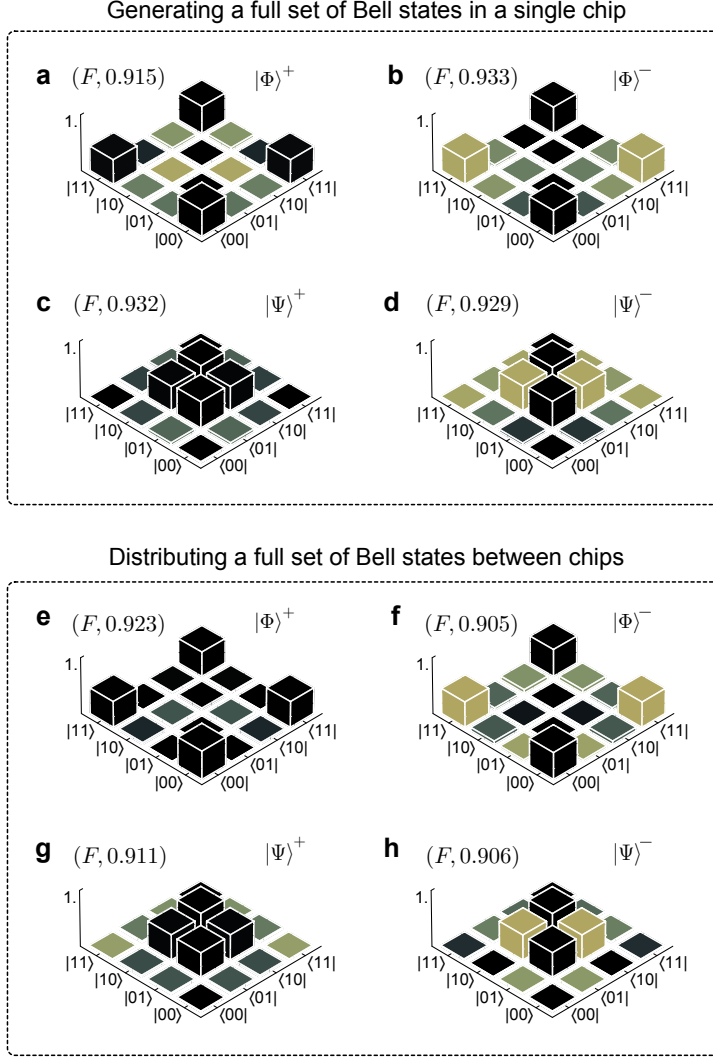 Generating a full set of Bell states in a single chip
a (F, 0.915) |Φ⟩⁺
1.
|11⟩ |10⟩ |01⟩ |00⟩ ⟨00| ⟨01| ⟨10| ⟨11|
b (F, 0.933) |Φ⟩⁻
1.
|11⟩ |10⟩ |01⟩ |00⟩ ⟨00| ⟨01| ⟨10| ⟨11|
c (F, 0.932) |Ψ⟩⁺
1.
|11⟩ |10⟩ |01⟩ |00⟩ ⟨00| ⟨01| ⟨10| ⟨11|
d (F, 0.929) |Ψ⟩⁻
1.
|11⟩ |10⟩ |01⟩ |00⟩ ⟨00| ⟨01| ⟨10| ⟨11|
Distributing a full set of Bell states between chips
e (F, 0.923) |Φ⟩⁺
1.
|11⟩ |10⟩ |01⟩ |00⟩ ⟨00| ⟨01| ⟨10| ⟨11|
f (F, 0.905) |Φ⟩⁻
1.
|11⟩ |10⟩ |01⟩ |00⟩ ⟨00| ⟨01| ⟨10| ⟨11|
g (F, 0.911) |Ψ⟩⁺
1.
|11⟩ |10⟩ |01⟩ |00⟩ ⟨00| ⟨01| ⟨10| ⟨11|
h (F, 0.906) |Ψ⟩⁻
1.
|11⟩ |10⟩ |01⟩ |00⟩ ⟨00| ⟨01| ⟨10| ⟨11|